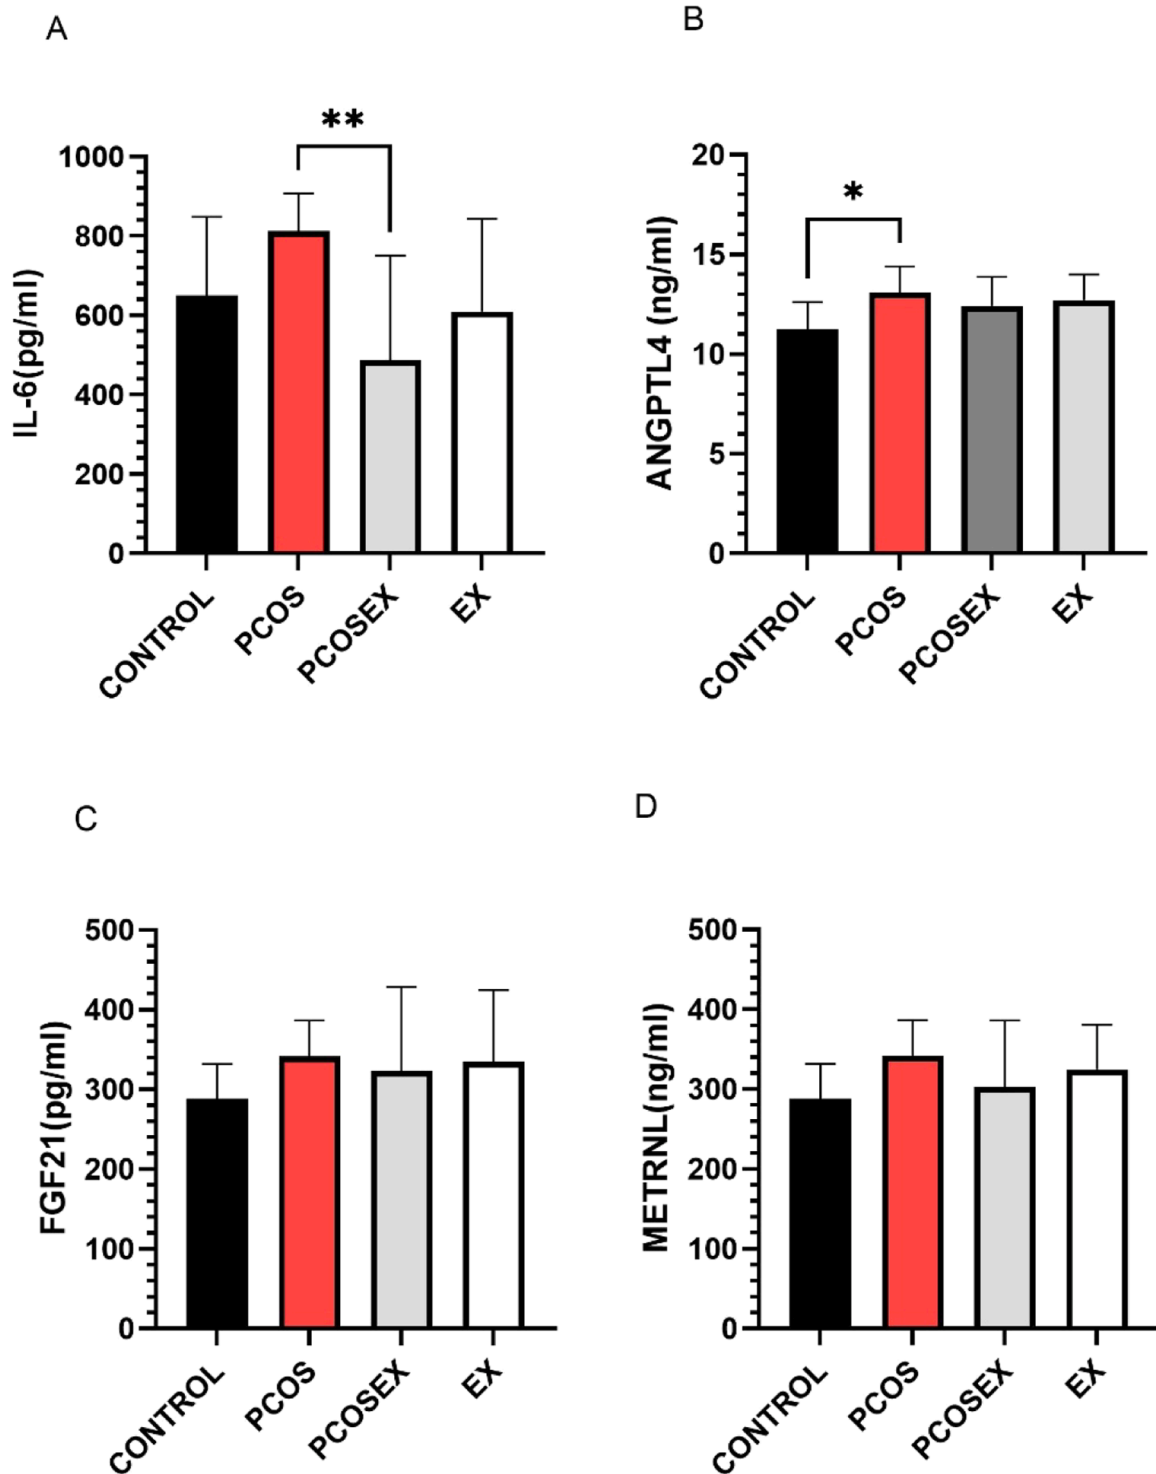 A
**
1000
800
600
400
200
0
IL-6(pg/ml)
CONTROL
PCOS
PCOSEX
EX
B
*
20
15
10
5
0
ANGPTL4 (ng/ml)
CONTROL
PCOS
PCOSEX
EX
C
500
400
300
200
100
0
FGF21(pg/ml)
CONTROL
PCOS
PCOSEX
EX
D
500
400
300
200
100
0
METRNL(ng/ml)
CONTROL
PCOS
PCOSEX
EX